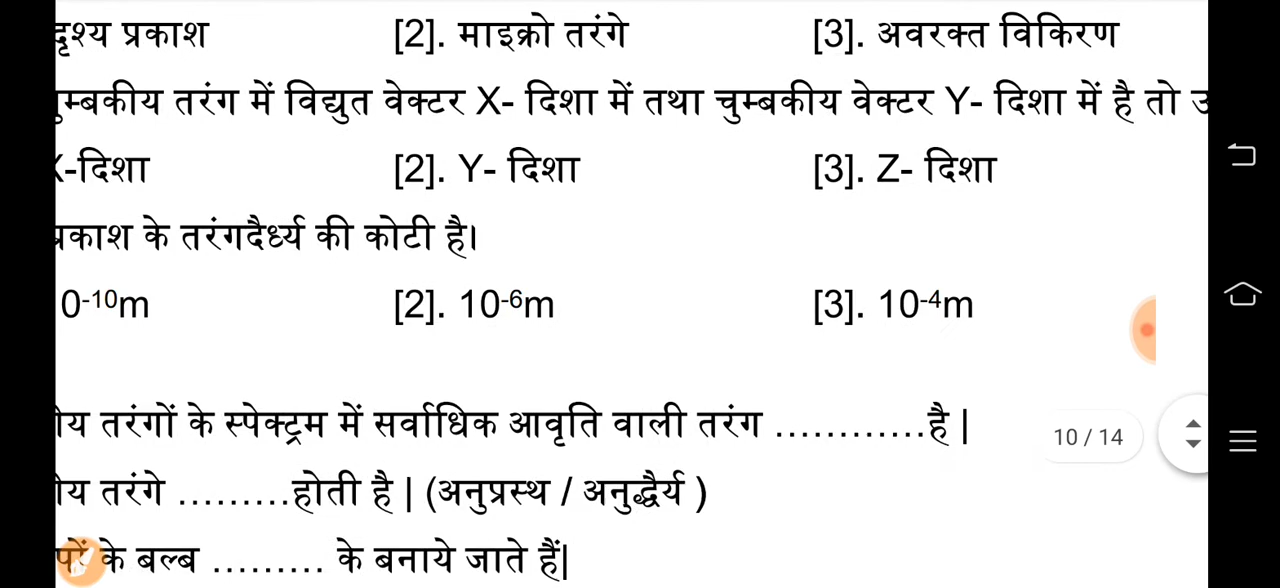 दृश्य प्रकाश [2]. माइक्रो तरंगे [3]. अवरक्त विकिरण
चुम्बकीय तरंग में विद्युत वेक्टर X- दिशा में तथा चुम्बकीय वेक्टर Y- दिशा में है तो
X-दिशा [2]. Y- दिशा [3]. Z- दिशा
प्रकाश के तरंगदैर्ध्य की कोटी है।
0⁻¹⁰m [2]. 10⁻⁶m [3]. 10⁻⁴m
ीय तरंगों के स्पेक्ट्रम में सर्वाधिक आवृति वाली तरंग ............है |
10 / 14
ीय तरंगे .........होती है | (अनुप्रस्थ / अनुद्धैर्य )
के बल्ब ......... के बनाये जाते हैं|